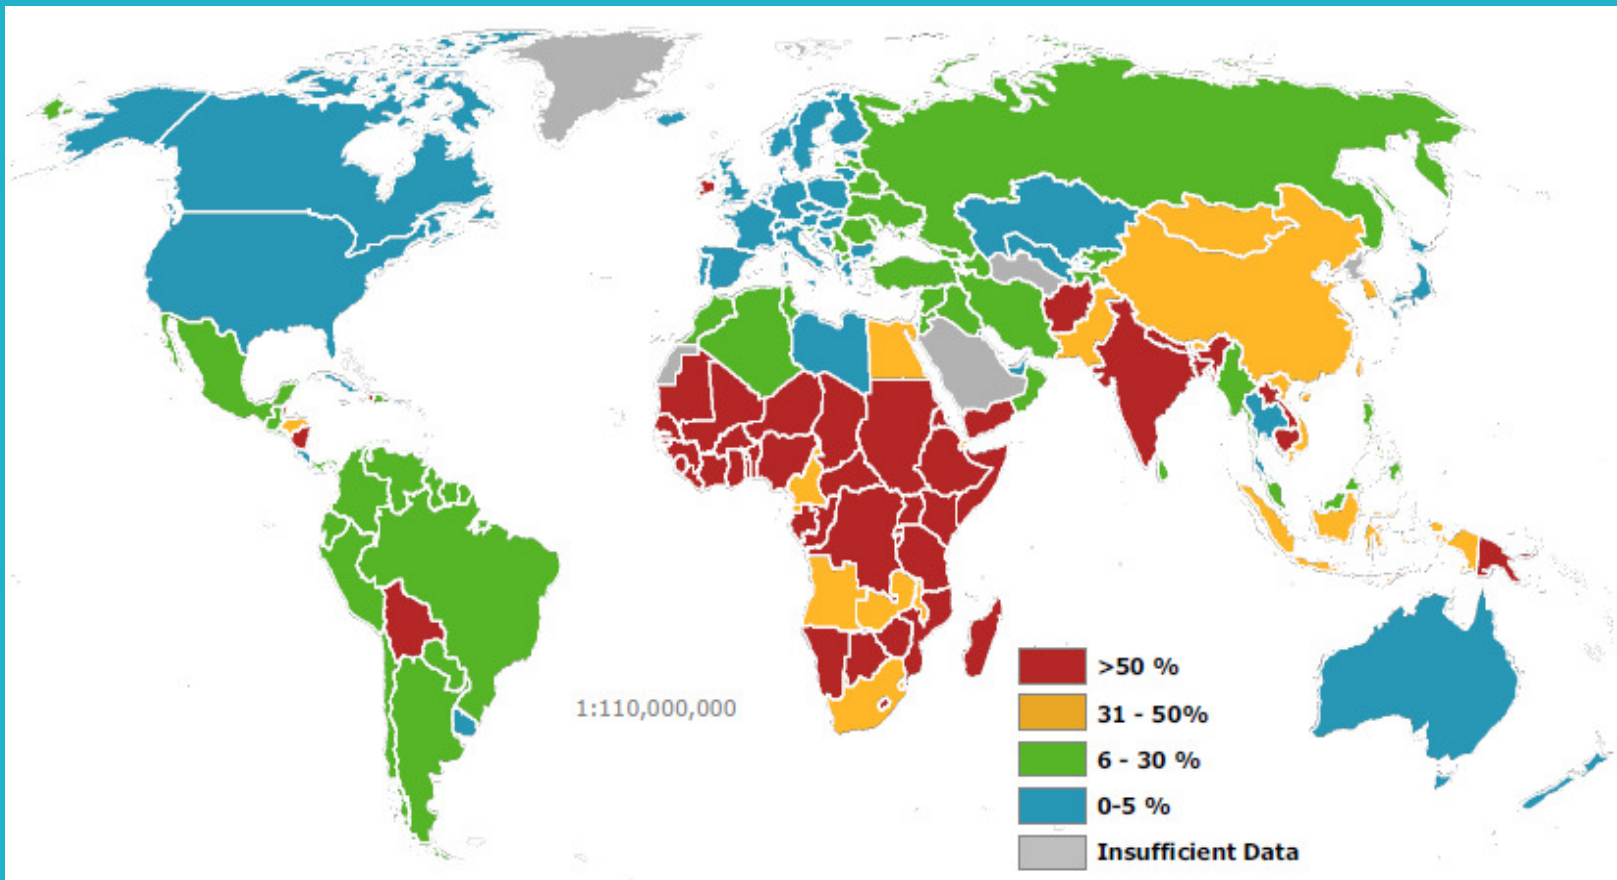 1:110,000,000
>50 %
31 - 50%
6 - 30 %
0-5 %
Insufficient Data